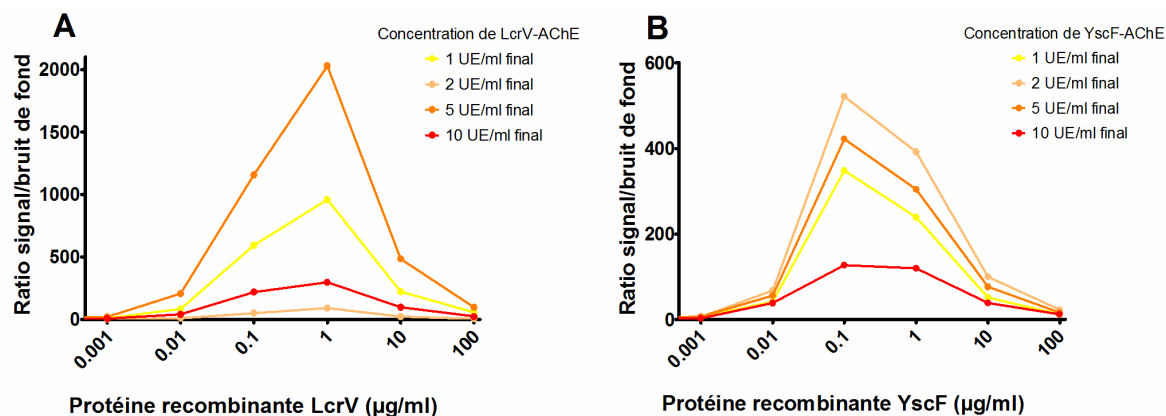 A
Concentration de LcrV-AChE
1 UE/ml final
2 UE/ml final
5 UE/ml final
10 UE/ml final
Ratio signal/bruit de fond
2000
1500
1000
500
0
0.001
0.01
0.1
1
10
100
Protéine recombinante LcrV (µg/ml)
B
Concentration de YscF-AChE
1 UE/ml final
2 UE/ml final
5 UE/ml final
10 UE/ml final
Ratio signal/bruit de fond
600
400
200
0
0.001
0.01
0.1
1
10
100
Protéine recombinante YscF (µg/ml)